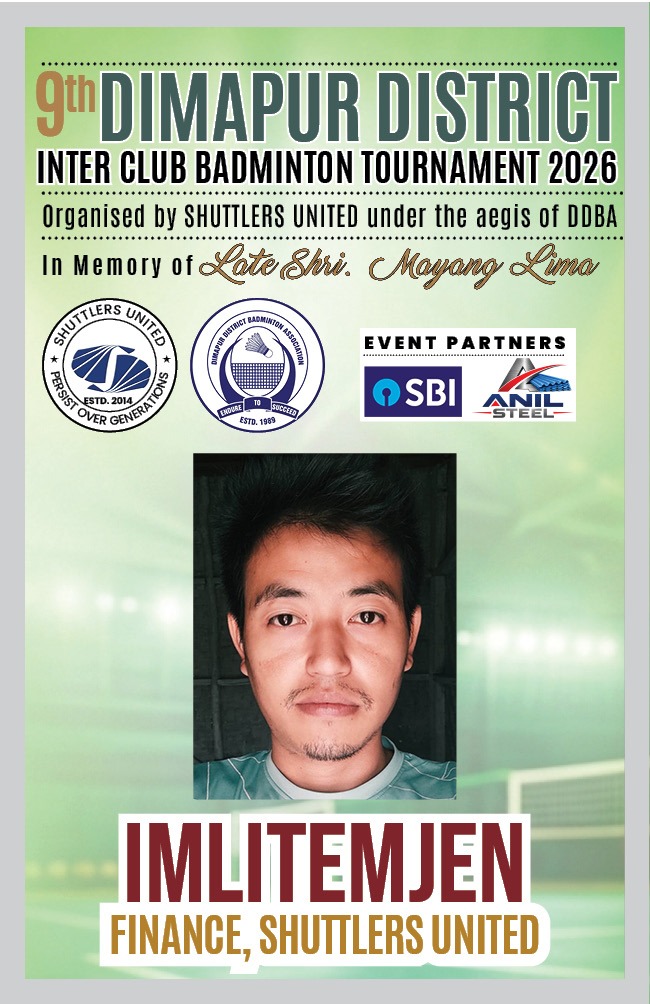 9th DIMAPUR DISTRICT
INTER CLUB BADMINTON TOURNAMENT 2026
Organised by SHUTTLERS UNITED under the aegis of DDBA
In Memory of Late Shri. Mayang Lima
SHUTTLERS UNITED
ESTD. 2014
PERSIST OVER GENERATIONS
DIMAPUR DISTRICT BADMINTON ASSOCIATION
ENDURE TO SUCCEED
ESTD. 1989
EVENT PARTNERS
SBI
ANIL
STEEL
IMLITEMJEN
FINANCE, SHUTTLERS UNITED